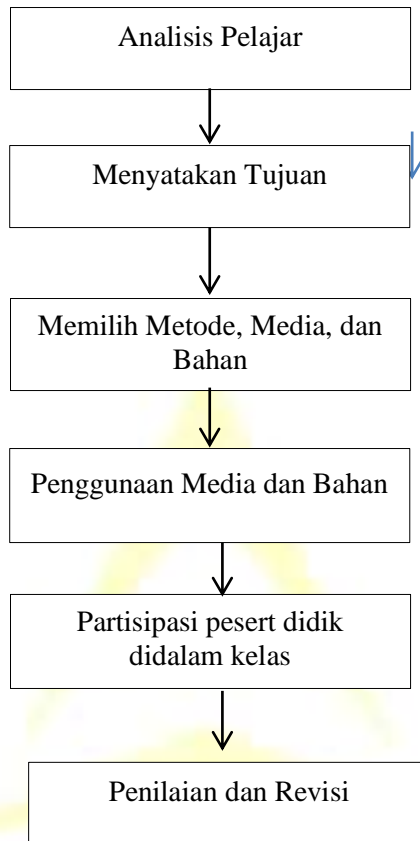 Analisis Pelajar
Menyatakan Tujuan
Memilih Metode, Media, dan
Bahan
Penggunaan Media dan Bahan
Partisipasi pesert didik
didalam kelas
Penilaian dan Revisi